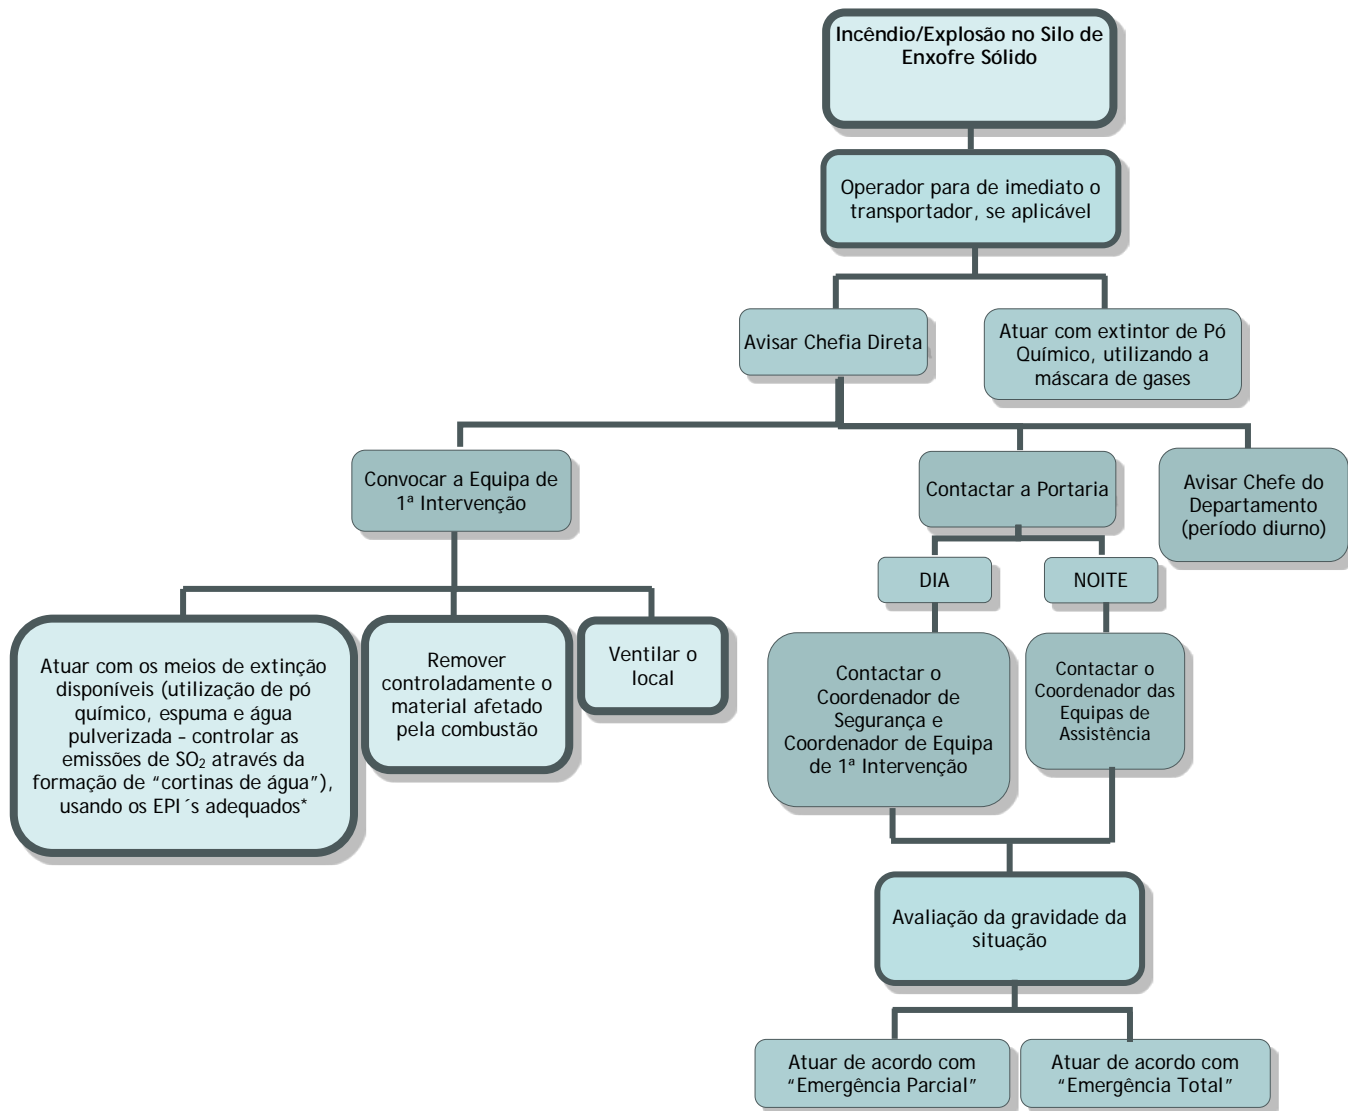 Incêndio/Explosão no Silo de
Enxofre Sólido
Operador para de imediato o
transportador, se aplicável
Avisar Chefia Direta
Atuar com extintor de Pó
Químico, utilizando a
máscara de gases
Convocar a Equipa de
1ª Intervenção
Contactar a Portaria
Avisar Chefe do
Departamento
(período diurno)
DIA
NOITE
Atuar com os meios de extinção
disponíveis (utilização de pó
químico, espuma e água
pulverizada – controlar as
emissões de SO₂ através da
formação de “cortinas de água”),
usando os EPI´s adequados*
Remover
controladamente o
material afetado
pela combustão
Ventilar o
local
Contactar o
Coordenador de
Segurança e
Coordenador de Equipa
de 1ª Intervenção
Contactar o
Coordenador das
Equipas de
Assistência
Avaliação da gravidade da
situação
Atuar de acordo com
“Emergência Parcial”
Atuar de acordo com
“Emergência Total”